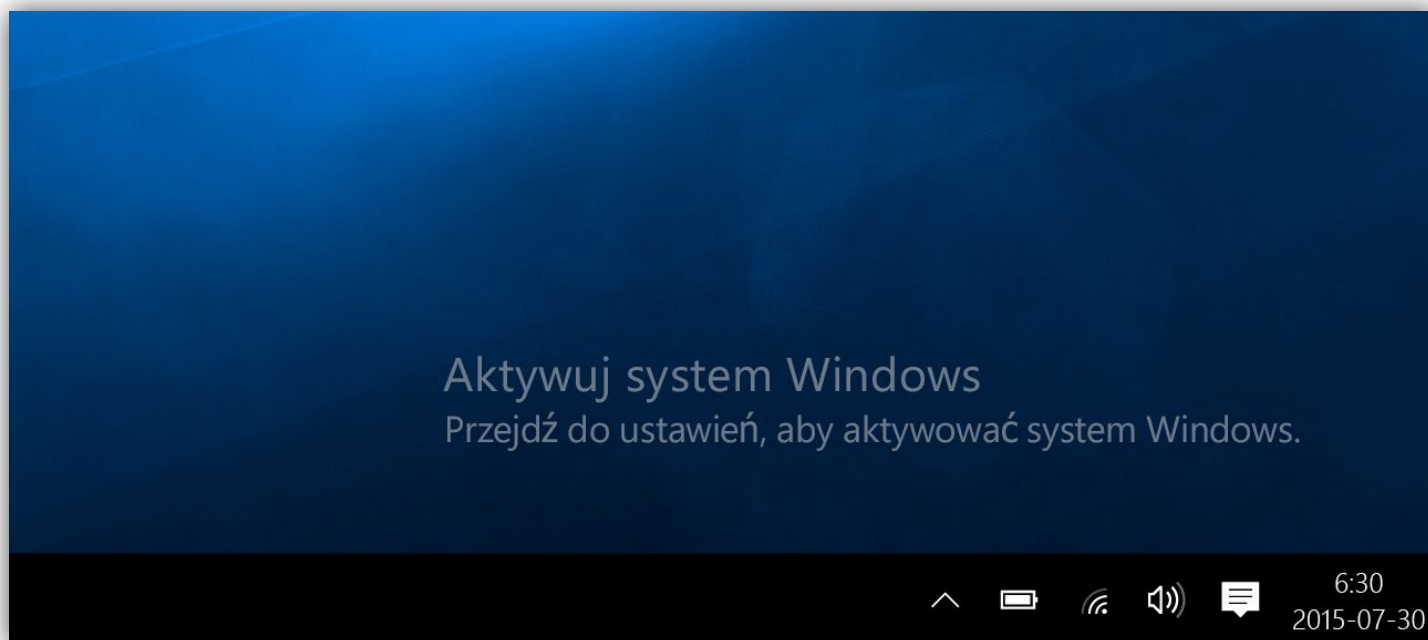 Aktywuj system Windows
Przejdź do ustawień, aby aktywować system Windows.
6:30
2015-07-30